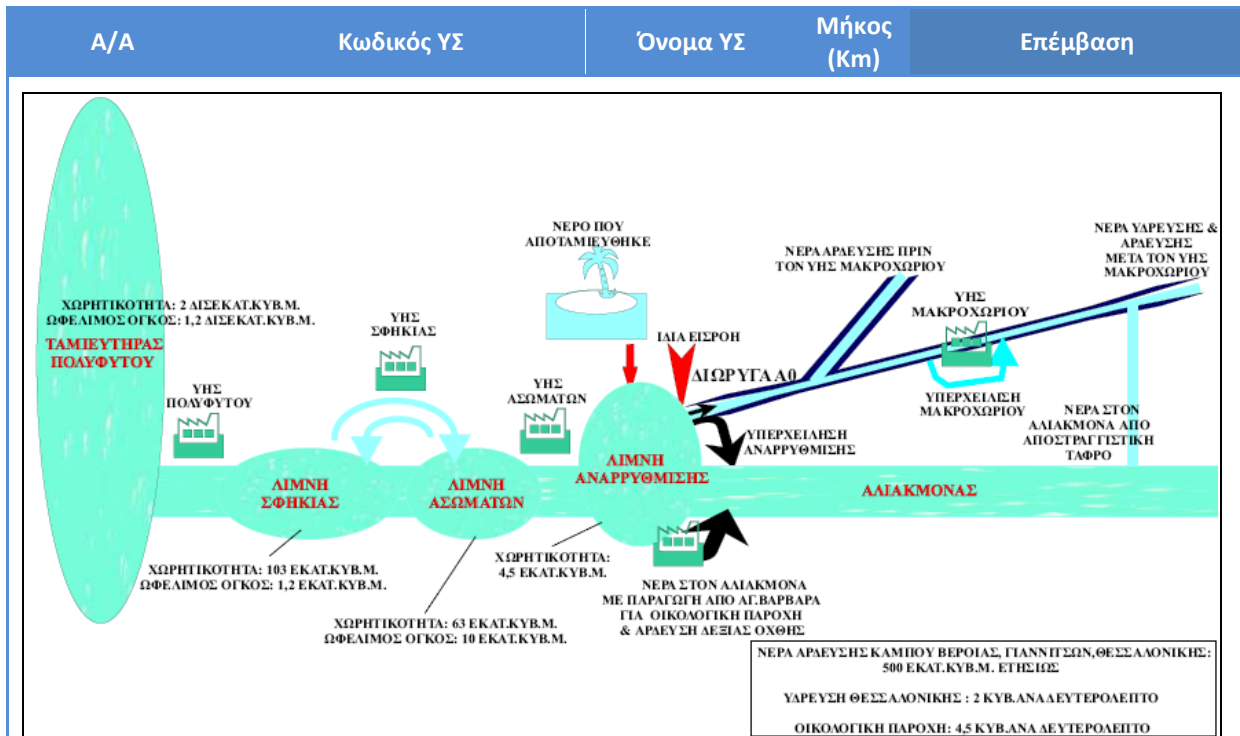 Α/Α
Κωδικός ΥΣ
Όνομα ΥΣ
Μήκος
(Km)
Επέμβαση
ΧΩΡΗΤΙΚΟΤΗΤΑ: 2 ΔΙΣΕΚΑΤ.ΚΥΒ.Μ.
ΩΦΕΛΙΜΟΣ ΟΓΚΟΣ: 1,2 ΔΙΣΕΚΑΤ.ΚΥΒ.Μ.
ΤΑΜΙΕΥΤΗΡΑΣ
ΠΟΛΥΦΥΤΟΥ
ΥΗΣ
ΠΟΛΥΦΥΤΟΥ
ΥΗΣ
ΣΦΗΚΙΑΣ
ΥΗΣ
ΑΣΩΜΑΤΩΝ
ΝΕΡΟ ΠΟΥ
ΑΠΟΤΑΜΙΕΥΘΗΚΕ
ΙΔΙΑ ΕΙΣΡΟΗ
ΔΙΩΡΥΓΑ Α0
ΝΕΡΑ ΑΡΔΕΥΣΗΣ ΠΡΙΝ
ΤΟΝ ΥΗΣ ΜΑΚΡΟΧΩΡΙΟΥ
ΥΗΣ
ΜΑΚΡΟΧΩΡΙΟΥ
ΝΕΡΑ ΥΔΡΕΥΣΗΣ &
ΑΡΔΕΥΣΗΣ
ΜΕΤΑ ΤΟΝ ΥΗΣ
ΜΑΚΡΟΧΩΡΙΟΥ
ΥΠΕΡΧΕΙΛΙΣΗ
ΜΑΚΡΟΧΩΡΙΟΥ
ΥΠΕΡΧΕΙΛΗΣΗ
ΑΝΑΡΡΥΘΜΙΣΗΣ
ΝΕΡΑ ΣΤΟΝ
ΑΛΙΑΚΜΟΝΑ ΑΠΟ
ΑΠΟΣΤΡΑΓΓΙΣΤΙΚΗ
ΤΑΦΡΟ
ΛΙΜΝΗ
ΣΦΗΚΙΑΣ
ΛΙΜΝΗ
ΑΣΩΜΑΤΩΝ
ΛΙΜΝΗ
ΑΝΑΡΡΥΘΜΙΣΗΣ
ΑΛΙΑΚΜΟΝΑΣ
ΧΩΡΗΤΙΚΟΤΗΤΑ: 103 ΕΚΑΤ.ΚΥΒ.Μ.
ΩΦΕΛΙΜΟΣ ΟΓΚΟΣ: 1,2 ΕΚΑΤ.ΚΥΒ.Μ.
ΧΩΡΗΤΙΚΟΤΗΤΑ: 63 ΕΚΑΤ.ΚΥΒ.Μ.
ΩΦΕΛΙΜΟΣ ΟΓΚΟΣ: 10 ΕΚΑΤ.ΚΥΒ.Μ.
ΧΩΡΗΤΙΚΟΤΗΤΑ:
4,5 ΕΚΑΤ.ΚΥΒ.Μ.
ΝΕΡΑ ΣΤΟΝ ΑΛΙΑΚΜΟΝΑ
ΜΕ ΠΑΡΑΓΩΓΗ ΑΠΟ ΑΓ.ΒΑΡΒΑΡΑ
ΓΙΑ ΟΙΚΟΛΟΓΙΚΗ ΠΑΡΟΧΗ
& ΑΡΔΕΥΣΗ ΔΕΞΙΑΣ ΟΧΘΗΣ
ΝΕΡΑ ΑΡΔΕΥΣΗΣ ΚΑΜΠΟΥ ΒΕΡΟΙΑΣ, ΓΙΑΝΝΙΤΣΩΝ,ΘΕΣΣΑΛΟΝΙΚΗΣ:
500 ΕΚΑΤ.ΚΥΒ.Μ. ΕΤΗΣΙΩΣ
ΥΔΡΕΥΣΗ ΘΕΣΣΑΛΟΝΙΚΗΣ : 2 ΚΥΒ.ΑΝΑ ΔΕΥΤΕΡΟΛΕΠΤΟ
ΟΙΚΟΛΟΓΙΚΗ ΠΑΡΟΧΗ: 4,5 ΚΥΒ.ΑΝΑ ΔΕΥΤΕΡΟΛΕΠΤΟ